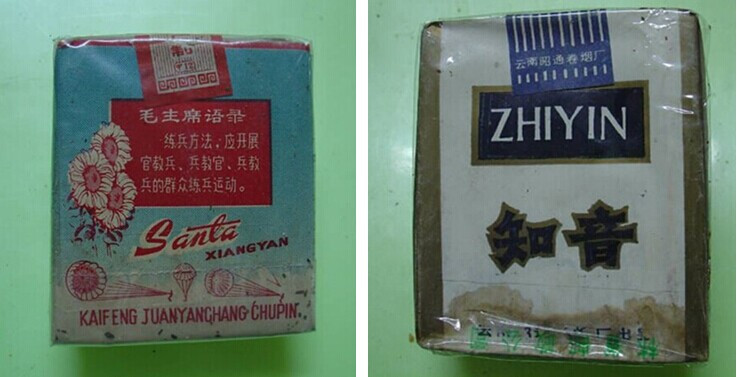 制
毛主席语录
练兵方法，应开展
官教兵、兵教官、兵教
兵的群众练兵运动。
Santa
XIANGYAN
KAIFENG JUANYANCHANG CHUPIN
云南昭通卷烟厂
ZHIYIN
知音